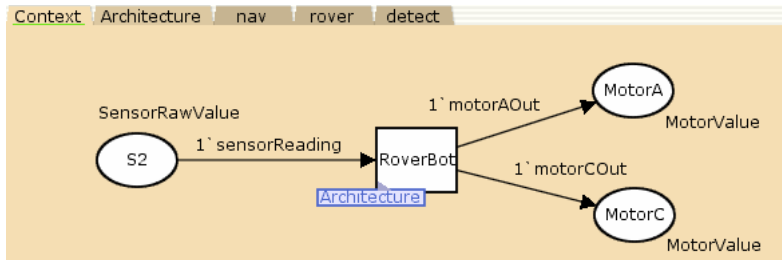 Context Architecture nav rover detect
SensorRawValue
S2
1`sensorReading
RoverBot
Architecture
1`motorAOut
MotorA
MotorValue
1`motorCOut
MotorC
MotorValue